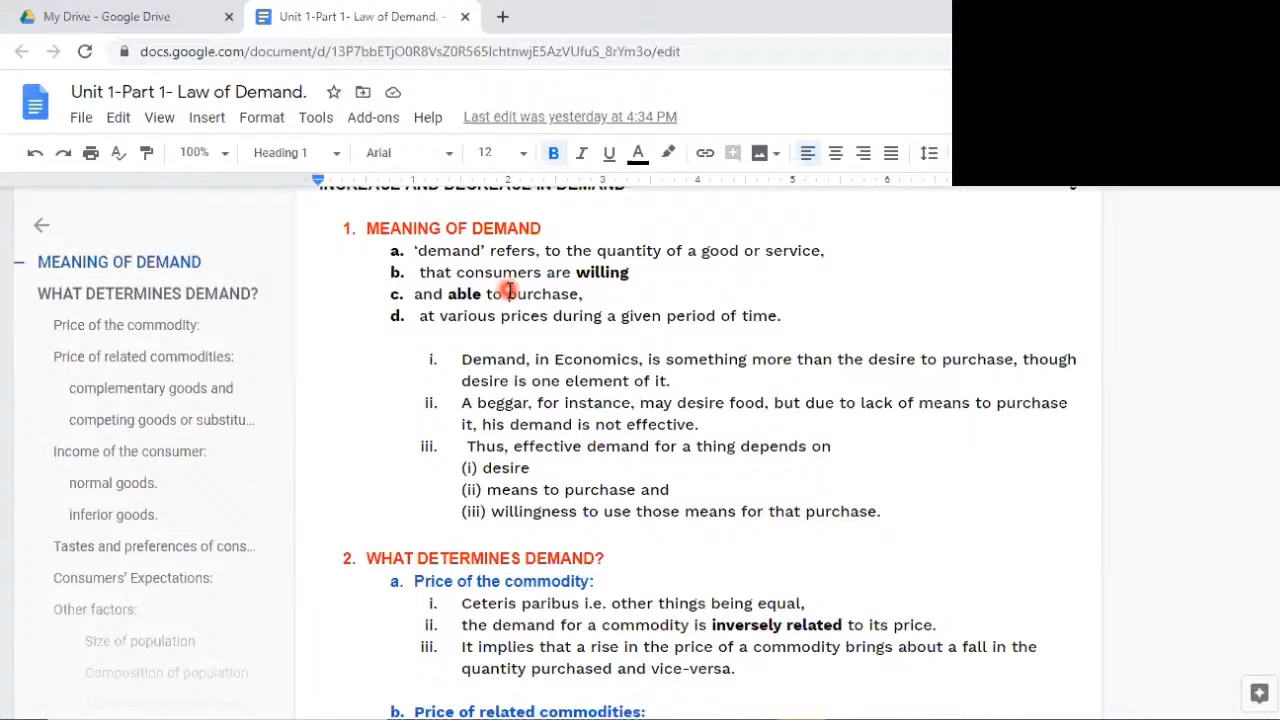 My Drive - Google Drive
Unit 1-Part 1- Law of Demand. -
docs.google.com/document/d/13P7bbETjO0R8VsZ0R565IchtnwjE5AzVUfuS_8rYm3o/edit
Unit 1-Part 1- Law of Demand.
File Edit View Insert Format Tools Add-ons Help Last edit was yesterday at 4:34 PM
100% Heading 1 Arial 12 B I U A
1 2 3 4 5 6
INCREASE AND DECREASE IN DEMAND
MEANING OF DEMAND
WHAT DETERMINES DEMAND?
Price of the commodity:
Price of related commodities:
complementary goods and
competing goods or substitu...
Income of the consumer:
normal goods.
inferior goods.
Tastes and preferences of cons...
Consumers' Expectations:
Other factors:
Size of population
Composition of population
1. MEANING OF DEMAND
a. ‘demand’ refers, to the quantity of a good or service,
b. that consumers are willing
c. and able to purchase,
d. at various prices during a given period of time.
i. Demand, in Economics, is something more than the desire to purchase, though
desire is one element of it.
ii. A beggar, for instance, may desire food, but due to lack of means to purchase
it, his demand is not effective.
iii. Thus, effective demand for a thing depends on
(i) desire
(ii) means to purchase and
(iii) willingness to use those means for that purchase.
2. WHAT DETERMINES DEMAND?
a. Price of the commodity:
i. Ceteris paribus i.e. other things being equal,
ii. the demand for a commodity is inversely related to its price.
iii. It implies that a rise in the price of a commodity brings about a fall in the
quantity purchased and vice-versa.
b. Price of related commodities: